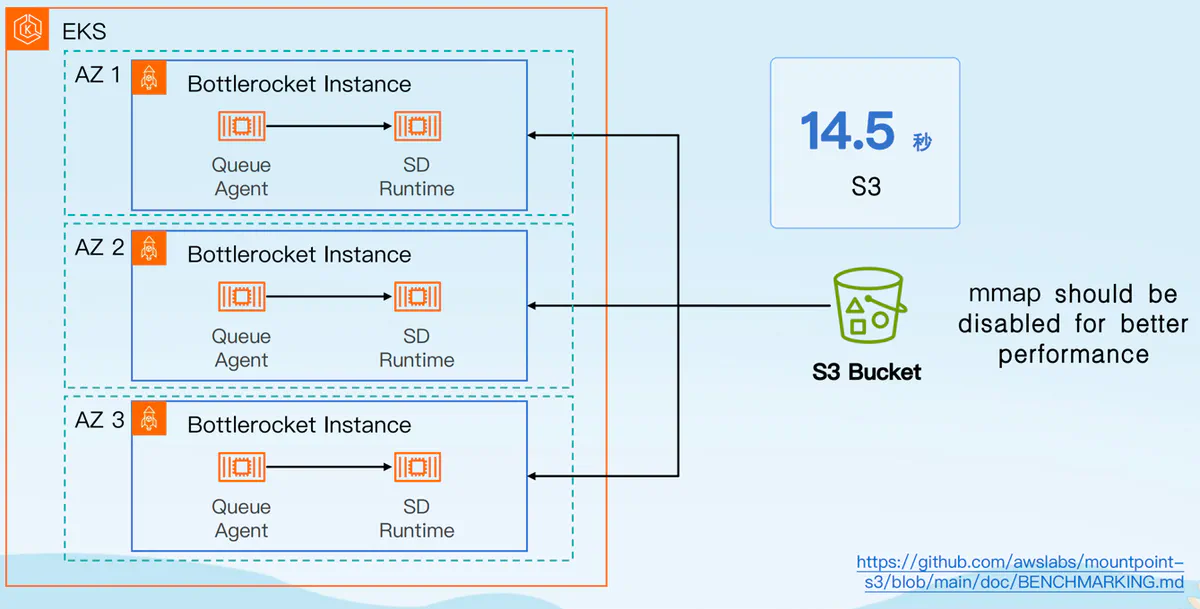 EKS
AZ 1
Bottlerocket Instance
Queue
Agent
SD
Runtime
AZ 2
Bottlerocket Instance
Queue
Agent
SD
Runtime
AZ 3
Bottlerocket Instance
Queue
Agent
SD
Runtime
14.5 秒
S3
S3 Bucket
mmap should be
disabled for better
performance
https://github.com/awslabs/mountpoint-
s3/blob/main/doc/BENCHMARKING.md